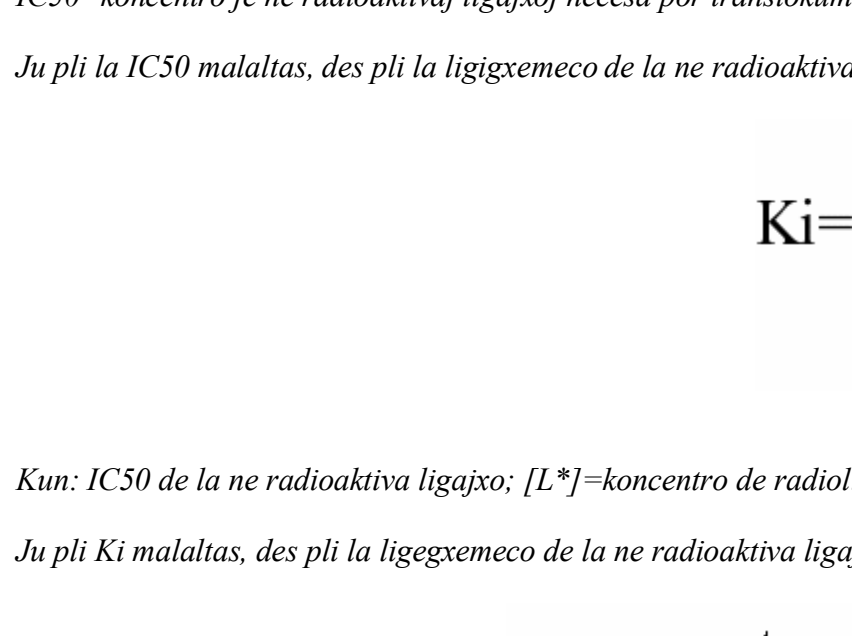 IC50=koncentro je ne radioaktivaj ligajxoj necesa por
Ju pli la IC50 malaltas, des pli la ligigxemeco de la ne radioaktiva
Ki=
Kun: IC50 de la ne radioaktiva ligajxo; [L*]=koncentro de radiol
Ju pli Ki malaltas, des pli la ligegxemeco de la ne radioaktiva liga